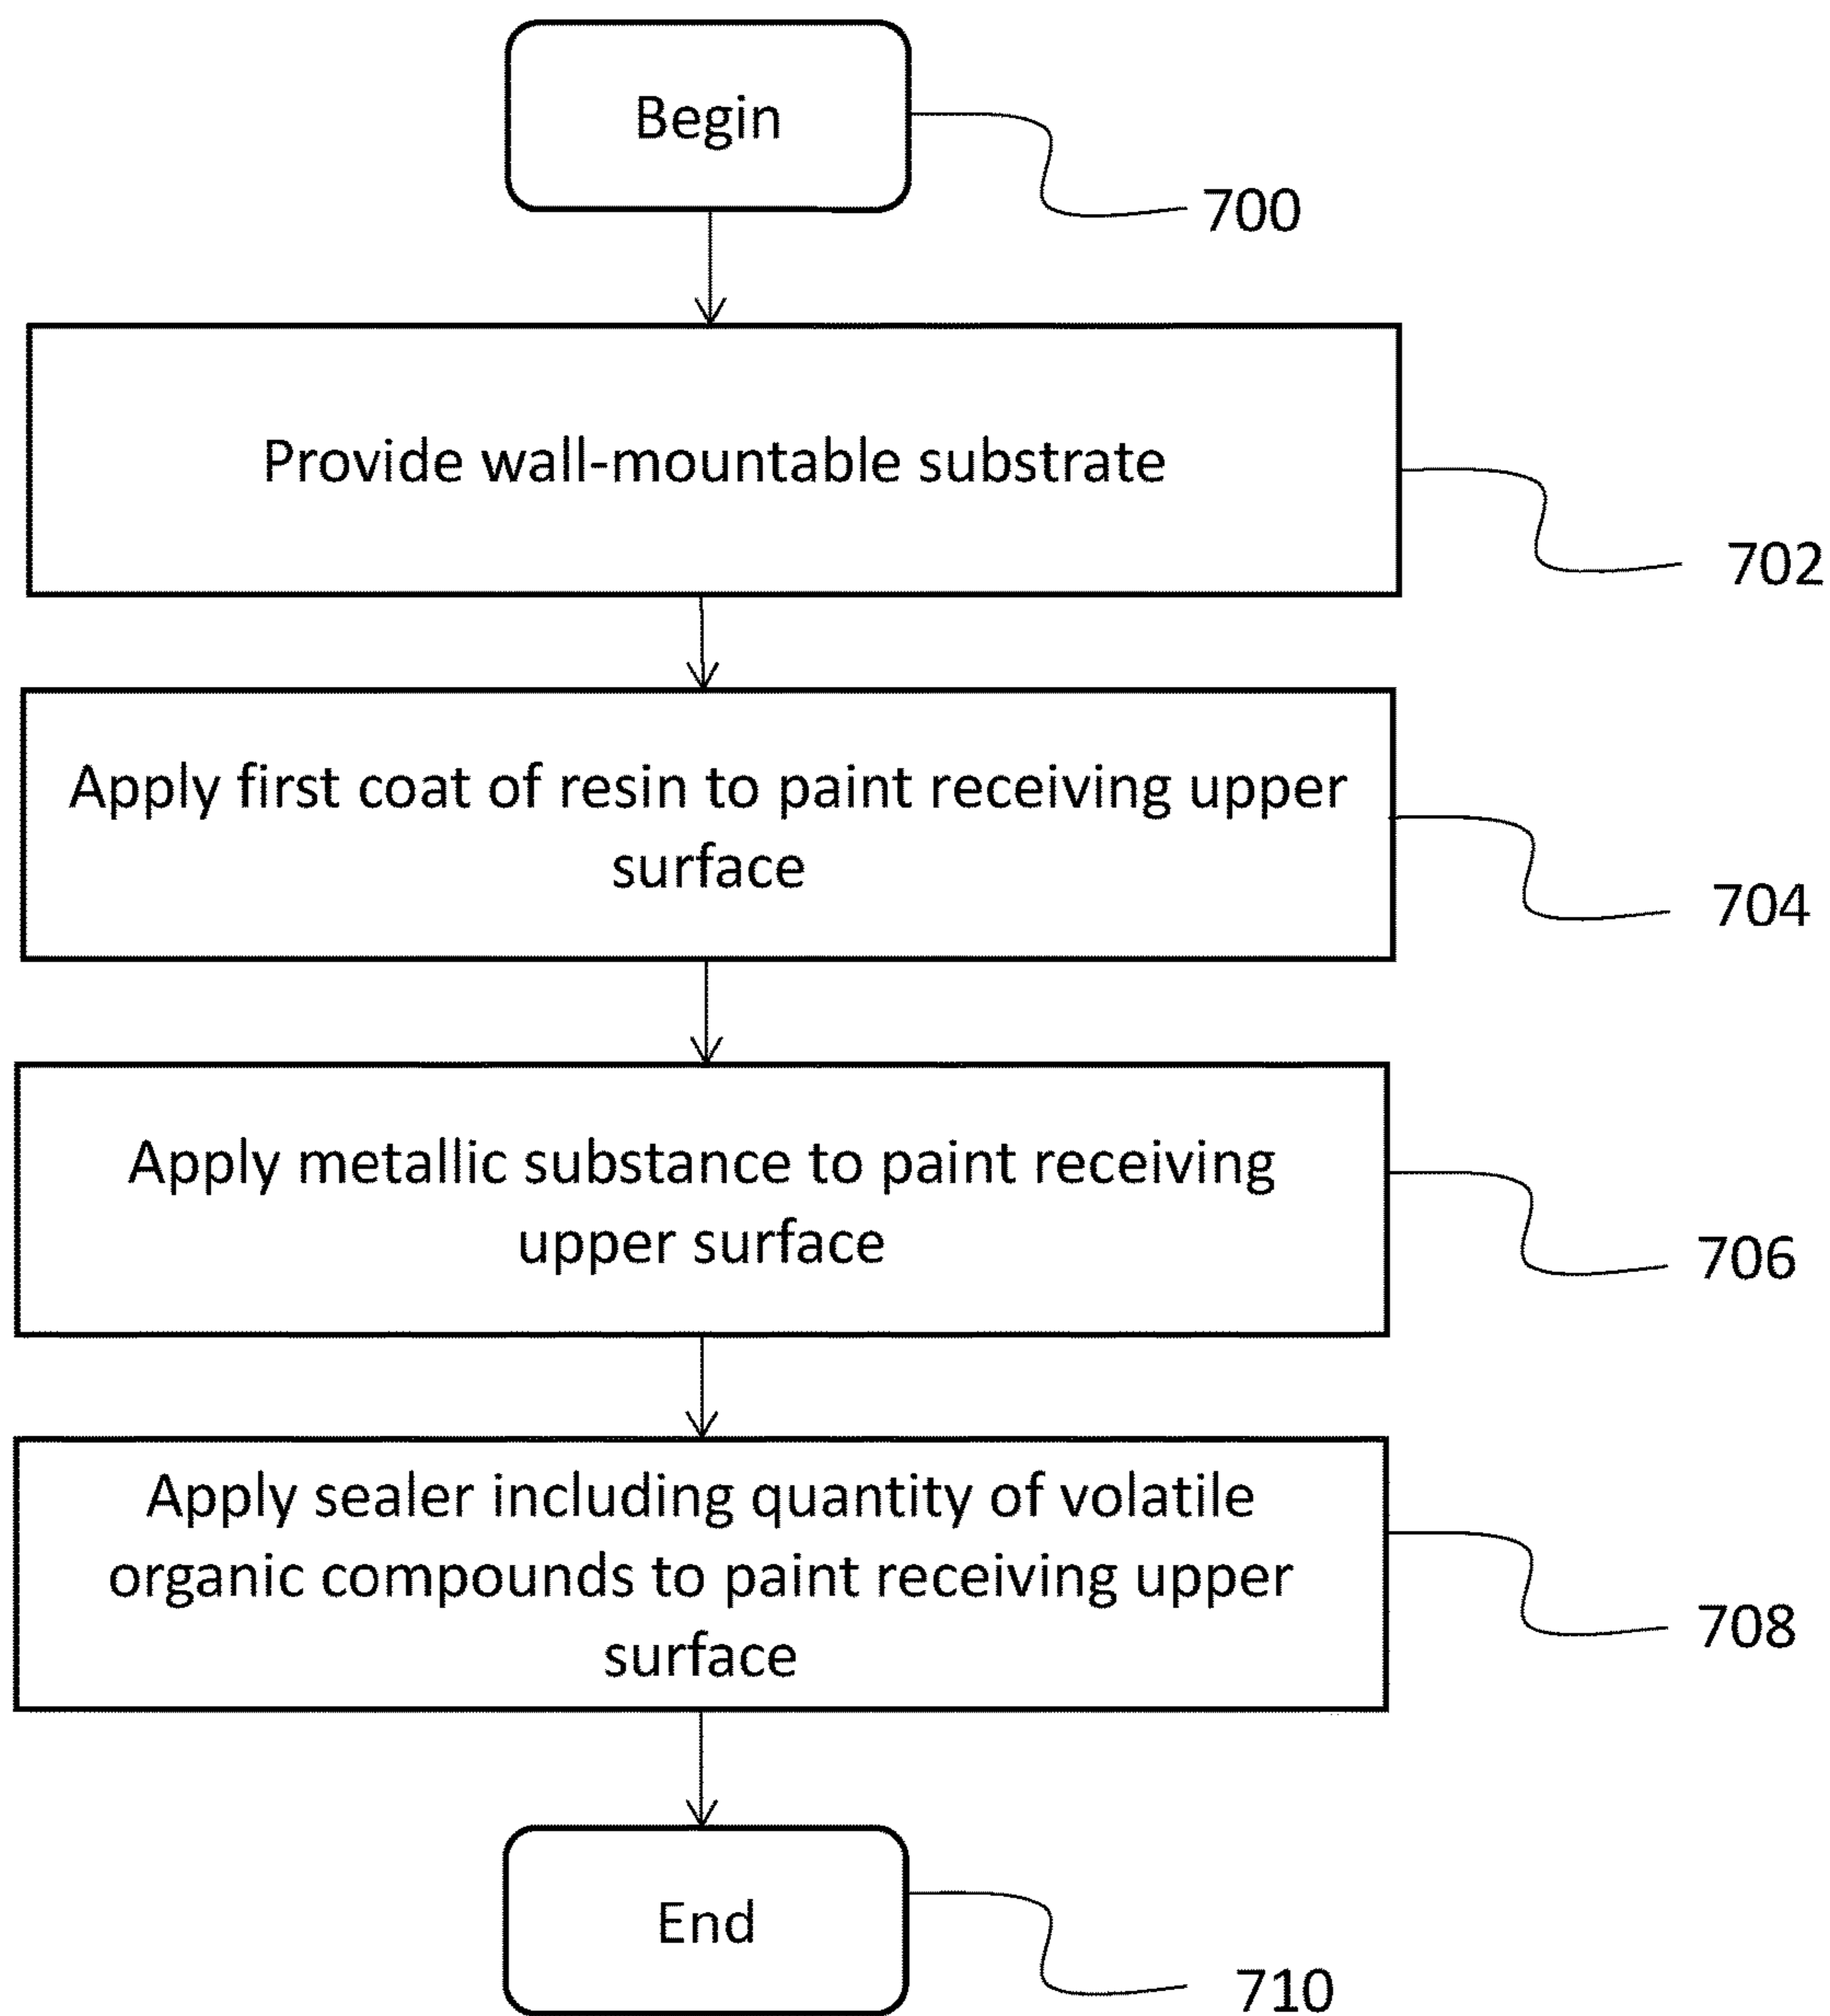 Begin
700
Provide wall-mountable substrate
702
Apply first coat of resin to paint receiving upper
surface
704
Apply metallic substance to paint receiving
upper surface
706
Apply sealer including quantity of volatile
organic compounds to paint receiving upper
surface
708
End
710